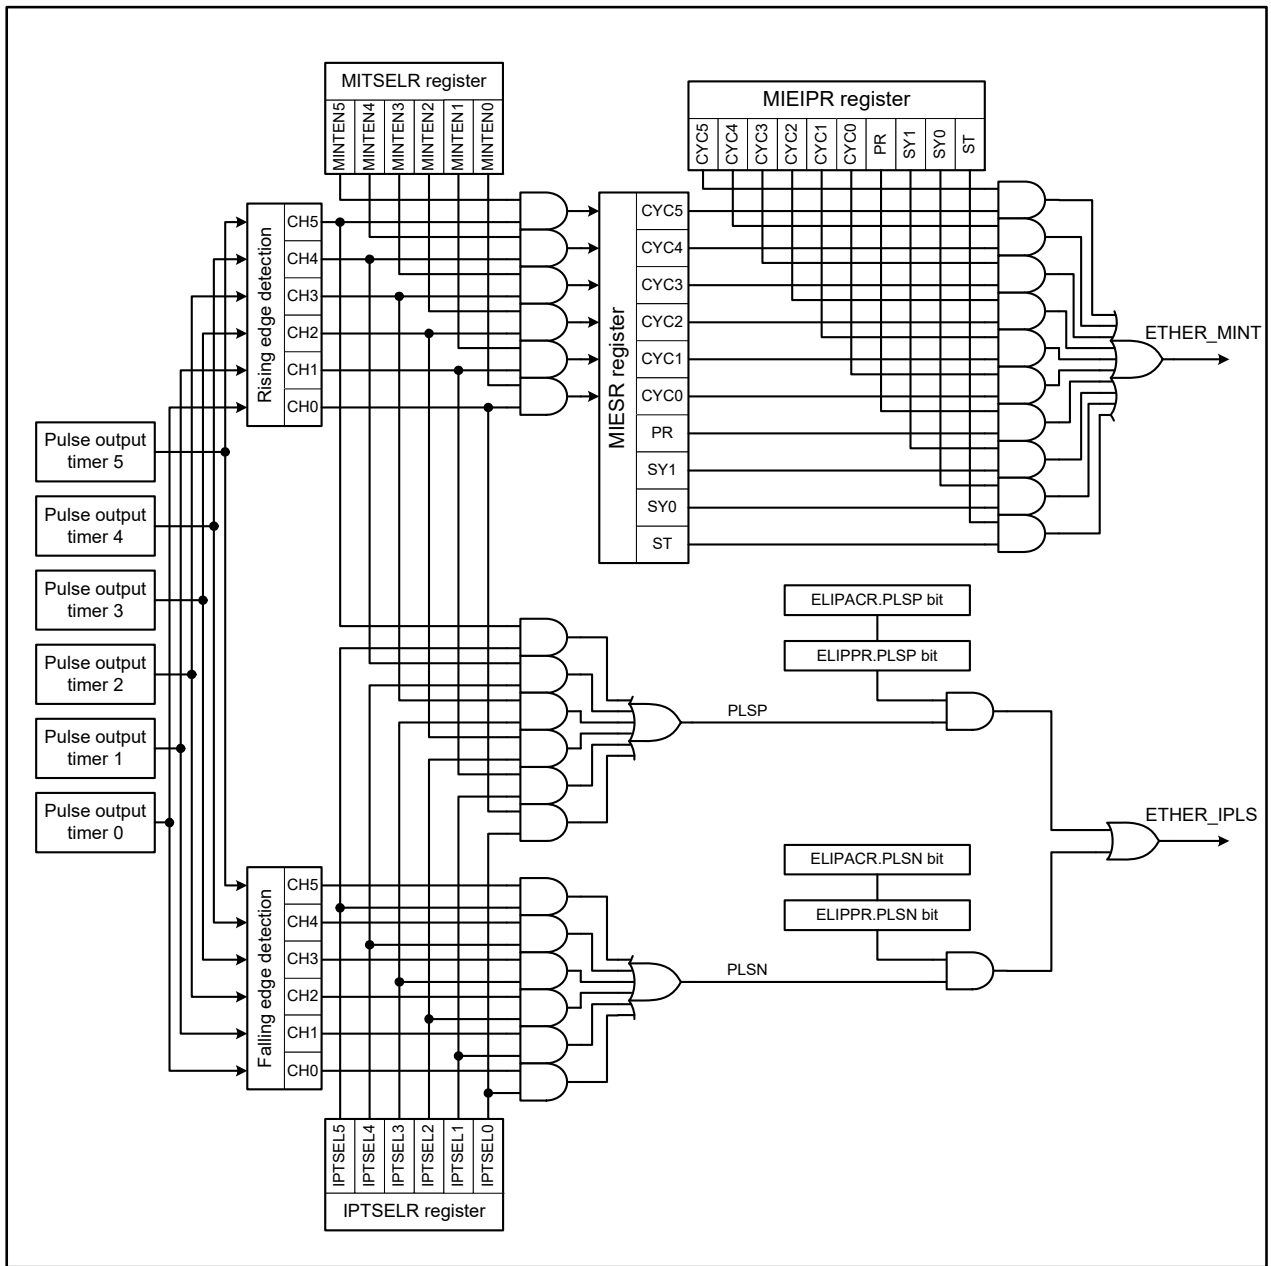 MITSELR register
MINTEN5
MINTEN4
MINTEN3
MINTEN2
MINTEN1
MINTEN0
MIEIPR register
CYC5
CYC4
CYC3
CYC2
CYC1
CYC0
PR
SY1
SY0
ST
Rising edge detection
CH5
CH4
CH3
CH2
CH1
CH0
MIESR register
CYC5
CYC4
CYC3
CYC2
CYC1
CYC0
PR
SY1
SY0
ST
ETHER_MINT
Pulse output
timer 5
Pulse output
timer 4
Pulse output
timer 3
Pulse output
timer 2
Pulse output
timer 1
Pulse output
timer 0
ELIPACR.PLSP bit
ELIPPR.PLSP bit
PLSP
ETHER_IPLS
ELIPACR.PLSN bit
ELIPPR.PLSN bit
PLSN
Falling edge detection
CH5
CH4
CH3
CH2
CH1
CH0
IPTSEL5
IPTSEL4
IPTSEL3
IPTSEL2
IPTSEL1
IPTSEL0
IPTSELR register